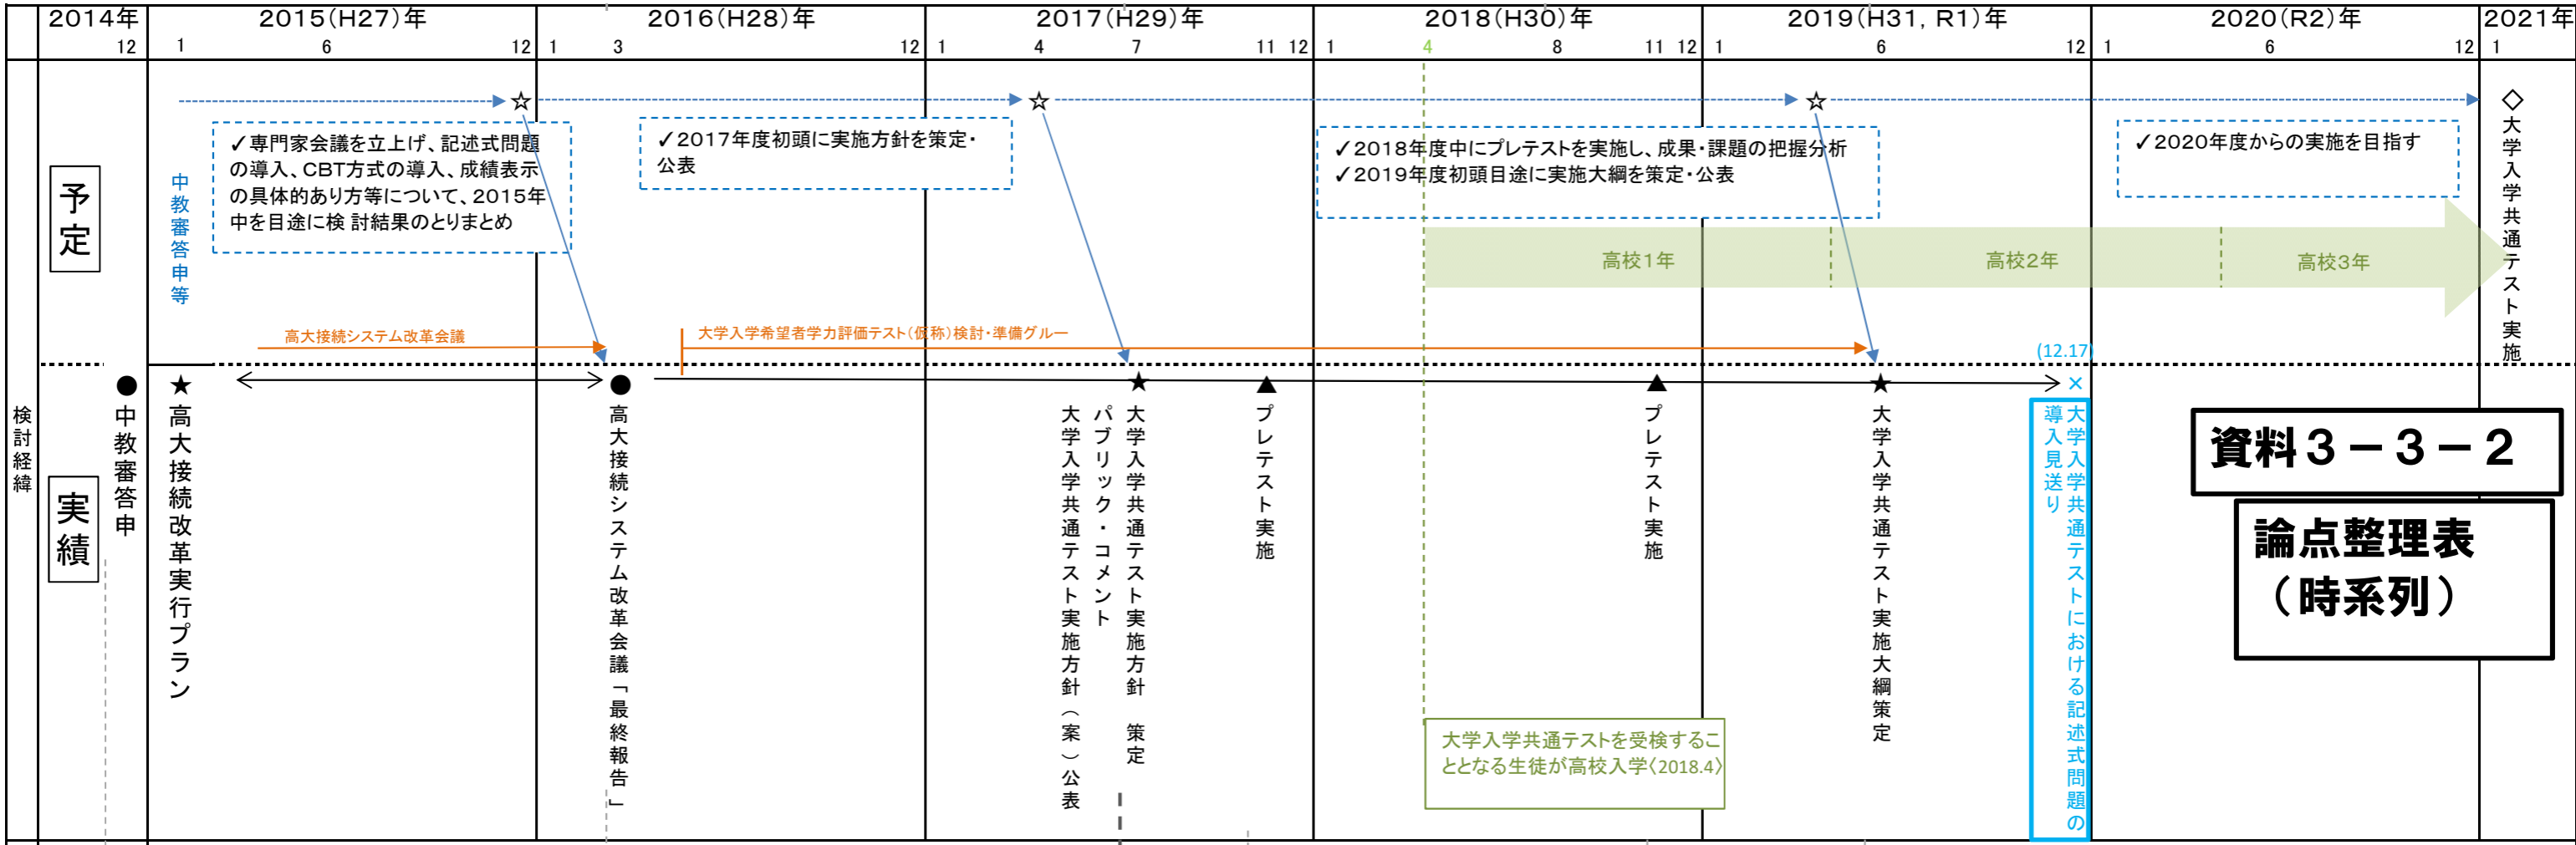 2014年
2015(H27)年
2016(H28)年
2017(H29)年
2018(H30)年
2019(H31, R1)年
2020(R2)年
2021年
12
1
6
12
1
3
12
1
4
7
11
12
1
4
8
11
12
1
6
12
1
6
12
1
予定
中教審答申等
✓専門家会議を立上げ、記述式問題
の導入、CBT方式の導入、成績表示
の具体的あり方等について、2015年
中を目途に検 討結果のとりまとめ
✓2017年度初頭に実施方針を策定・
公表
✓2018年度中にプレテストを実施し、成果・課題の把握分析
✓2019年度初頭目途に実施大綱を策定・公表
✓2020年度からの実施を目指す
◇大学入学共通テスト実施
高校1年
高校2年
高校3年
高大接続システム改革会議
大学入学希望者学力評価テスト(仮称)検討・準備グルー
(12.17)
検討経緯
実績
●中教審答申
★高大接続改革実行プラン
●高大接続システム改革会議「最終報告」
大学入学共通テスト実施方針(案)公表
パブリック・コメント
★大学入学共通テスト実施方針 策定
▲プレテスト実施
▲プレテスト実施
★大学入学共通テスト実施大綱策定
×
大学入学共通テストにおける記述式問題の
導入見送り
大学入学共通テストを受検するこ
ととなる生徒が高校入学〈2018.4〉
資料3-3-2
論点整理表
(時系列)